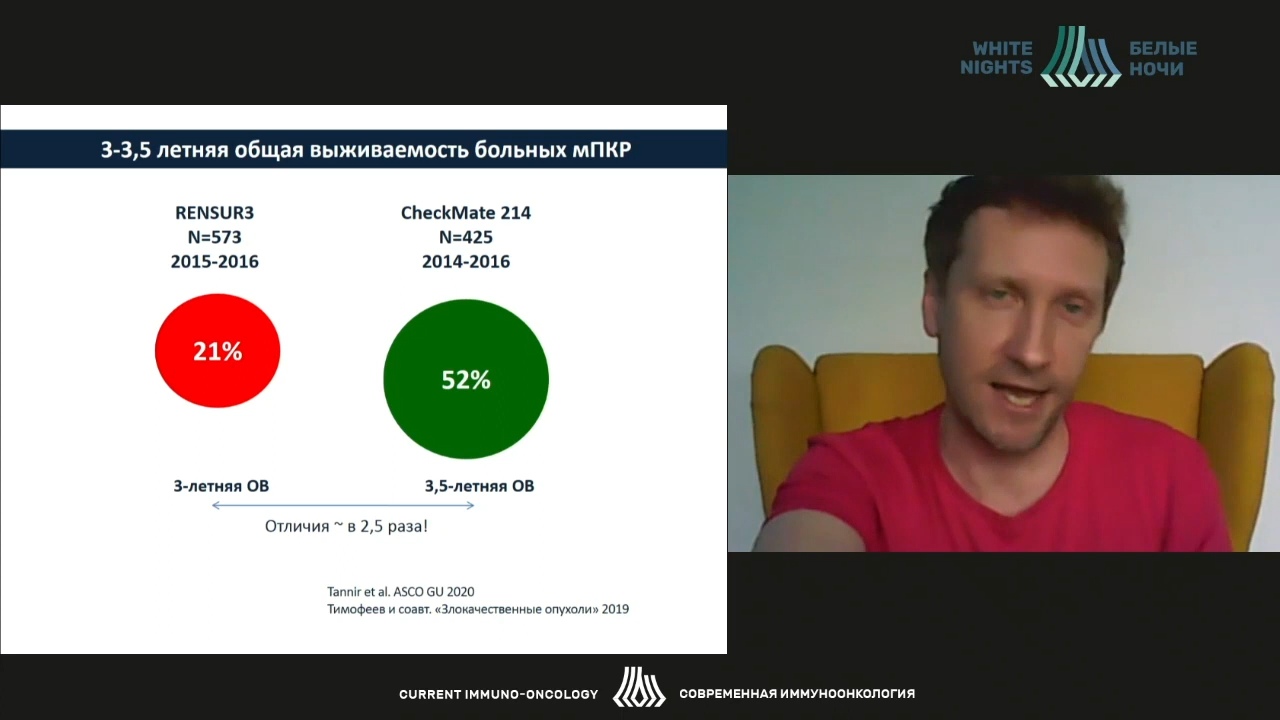 WHITE
NIGHTS
БЕЛЫЕ
НОЧИ
3-3,5 летняя общая выживаемость больных мПКР
RENSUR3
N=573
2015-2016
CheckMate 214
N=425
2014-2016
21%
52%
3-летняя ОВ
3,5-летняя ОВ
Отличия ~ в 2,5 раза!
Tannir et al. ASCO GU 2020
Тимофеев и соавт. «Злокачественные опухоли» 2019
CURRENT IMMUNO-ONCOLOGY
СОВРЕМЕННАЯ ИММУНООНКОЛОГИЯ